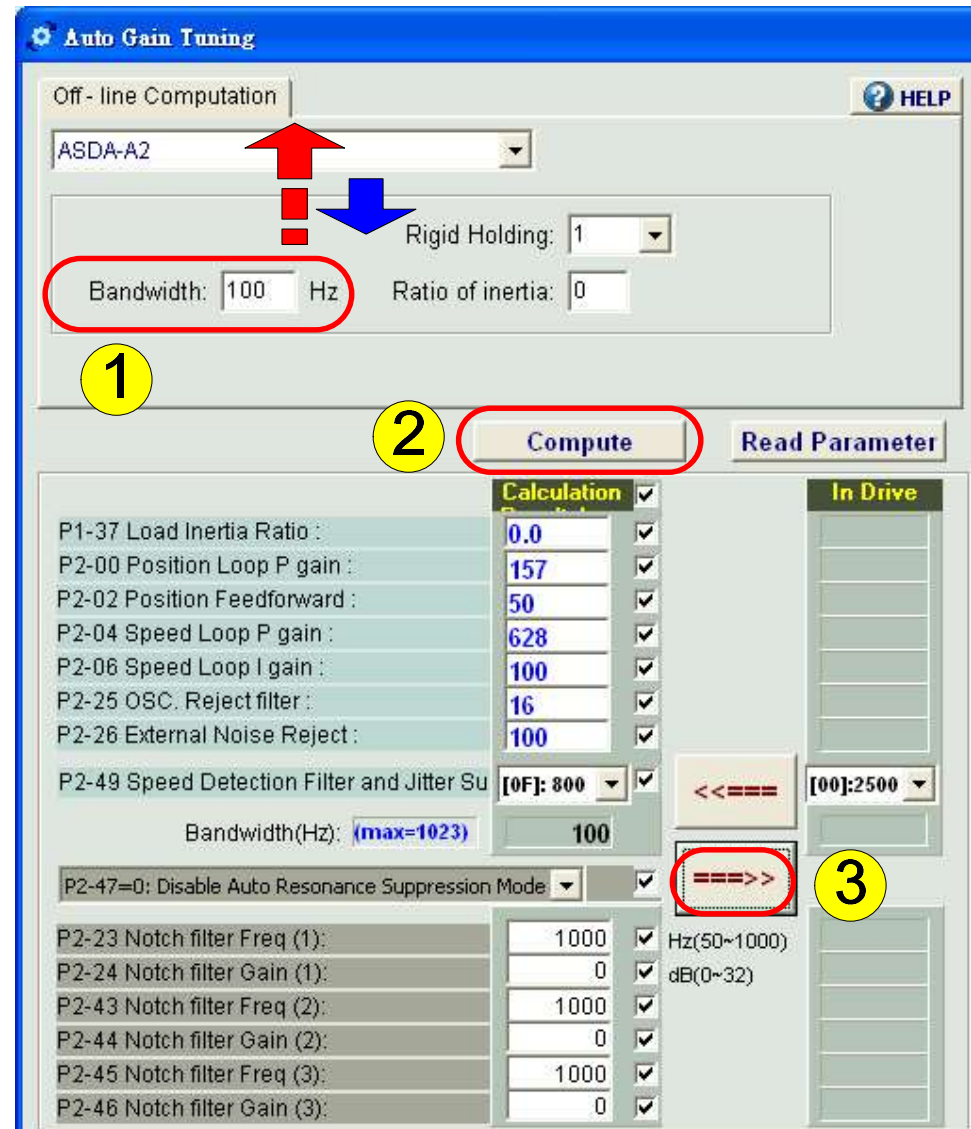 Auto Gain Tuning
Off - line Computation
HELP
ASDA-A2
Rigid Holding: 1
Bandwidth: 100 Hz
Ratio of inertia: 0
1
2
Compute
Read Parameter
Calculation
In Drive
P1-37 Load Inertia Ratio : 0.0
P2-00 Position Loop P gain : 157
P2-02 Position Feedforward : 50
P2-04 Speed Loop P gain : 628
P2-06 Speed Loop I gain : 100
P2-25 OSC. Reject filter : 16
P2-26 External Noise Reject : 100
P2-49 Speed Detection Filter and Jitter Su [0F]: 800
<<===
[00]:2500
Bandwidth(Hz): (max=1023) 100
P2-47=0: Disable Auto Resonance Suppression Mode
===>>
3
P2-23 Notch filter Freq (1): 1000 Hz(50~1000)
P2-24 Notch filter Gain (1): 0 dB(0~32)
P2-43 Notch filter Freq (2): 1000
P2-44 Notch filter Gain (2): 0
P2-45 Notch filter Freq (3): 1000
P2-46 Notch filter Gain (3): 0